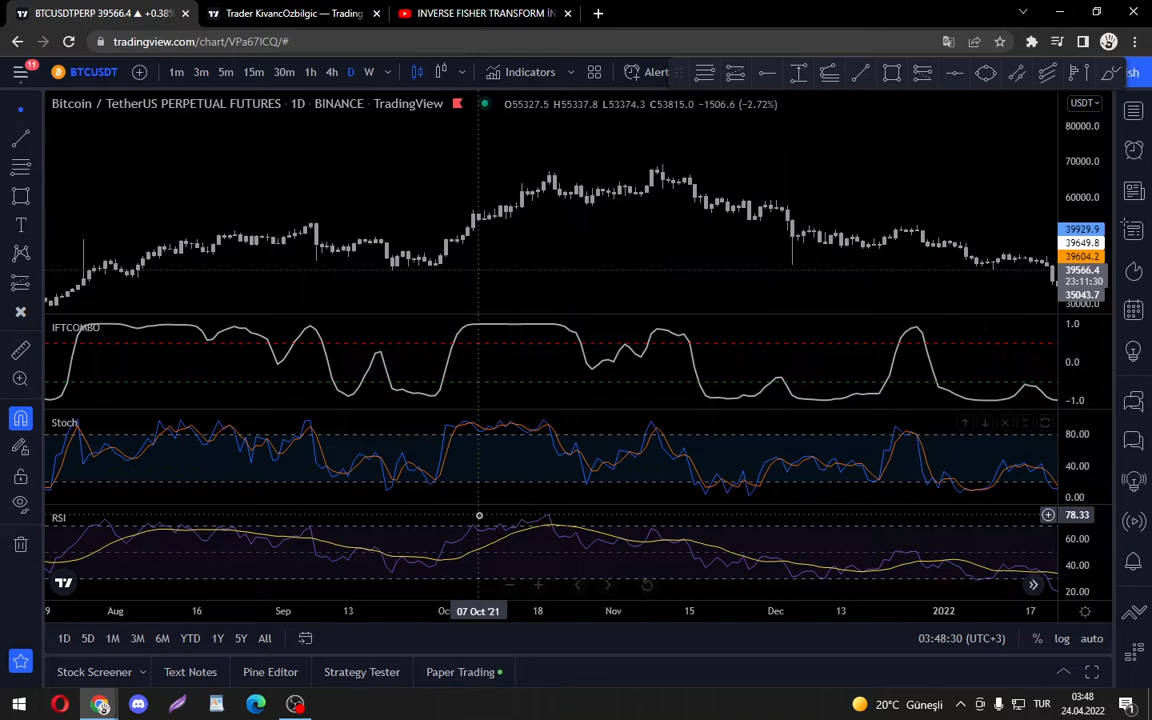 BTCUSDTPERP 39566.4 ▲ +0.38%
Trader KivancOzbilgic — Trading
INVERSE FISHER TRANSFORM İN
tradingview.com/chart/VPa67ICQ/#
11
BTCUSDT
1m 3m 5m 15m 30m 1h 4h D W
Indicators
Alert
sh
Bitcoin / TetherUS PERPETUAL FUTURES · 1D · BINANCE · TradingView
O55327.5 H55337.8 L53374.3 C53815.0 −1506.6 (−2.72%)
USDT
80000.0
70000.0
60000.0
39929.9
39649.8
39604.2
39566.4
23:11:30
35043.7
30000.0
IFTCOMBO
1.0
0.0
−1.0
Stoch
80.00
40.00
0.00
RSI
78.33
60.00
40.00
20.00
9 Aug 16 Sep 13 Oc 07 Oct '21 18 Nov 15 Dec 13 2022 17
1D 5D 1M 3M 6M YTD 1Y 5Y All
03:48:30 (UTC+3) % log auto
Stock Screener
Text Notes
Pine Editor
Strategy Tester
Paper Trading
20°C Güneşli
TUR
03:48
24.04.2022
1